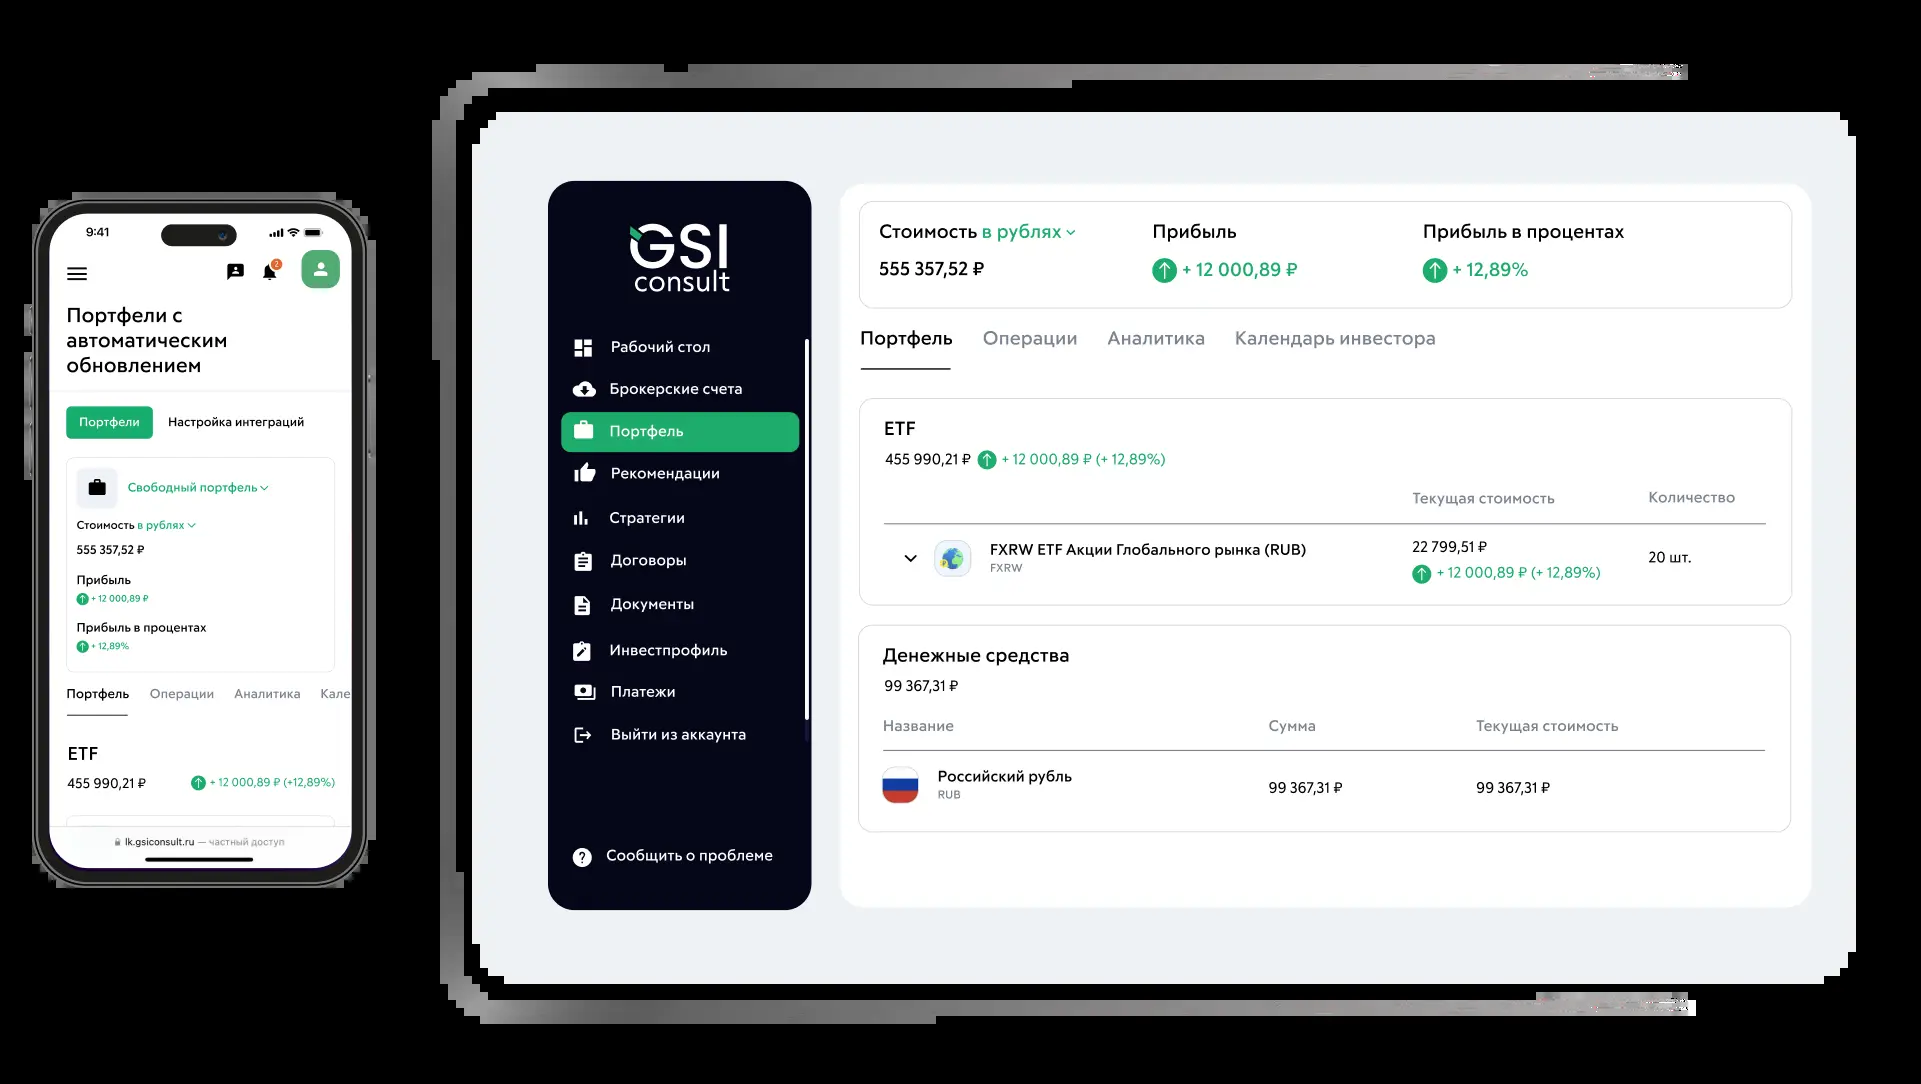 9:41
2
Портфели с
автоматическим
обновлением
Портфели
Настройка интеграций
Свободный портфель
Стоимость в рублях
555 357,52 ₽
Прибыль
+ 12 000,89 ₽
Прибыль в процентах
+ 12,89%
Портфель Операции Аналитика Кале
ETF
455 990,21 ₽ + 12 000,89 ₽ (+12,89%)
lk.gsiconsult.ru — частный доступ
GSI
consult
Рабочий стол
Брокерские счета
Портфель
Рекомендации
Стратегии
Договоры
Документы
Инвестпрофиль
Платежи
Выйти из аккаунта
Сообщить о проблеме
Стоимость в рублях Прибыль Прибыль в процентах
555 357,52 ₽ + 12 000,89 ₽ + 12,89%
Портфель Операции Аналитика Календарь инвестора
ETF
455 990,21 ₽ + 12 000,89 ₽ (+ 12,89%)
Текущая стоимость Количество
FXRW ETF Акции Глобального рынка (RUB)
FXRW
22 799,51 ₽
+ 12 000,89 ₽ (+ 12,89%)
20 шт.
Денежные средства
99 367,31 ₽
Название Сумма Текущая стоимость
Российский рубль
RUB
99 367,31 ₽ 99 367,31 ₽